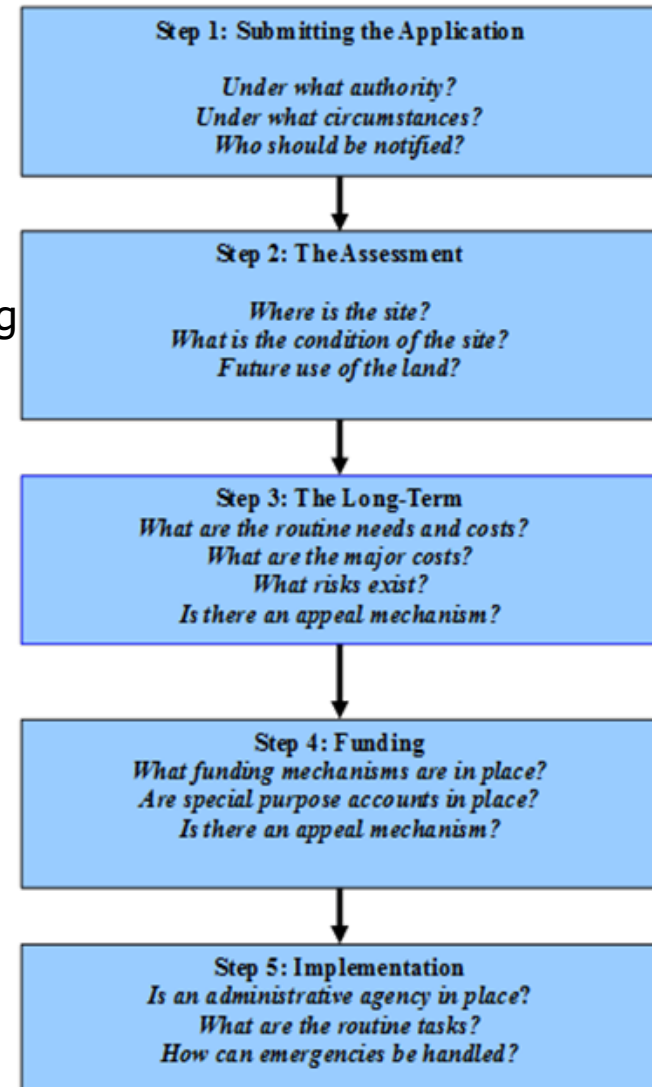 Step 1: Submitting the Application
Under what authority?
Under what circumstances?
Who should be notified?
Step 2: The Assessment
g
Where is the site?
What is the condition of the site?
Future use of the land?
Step 3: The Long-Term
What are the routine needs and costs?
What are the major costs?
What risks exist?
Is there an appeal mechanism?
Step 4: Funding
What funding mechanisms are in place?
Are special purpose accounts in place?
Is there an appeal mechanism?
Step 5: Implementation
Is an administrative agency in place?
What are the routine tasks?
How can emergencies be handled?